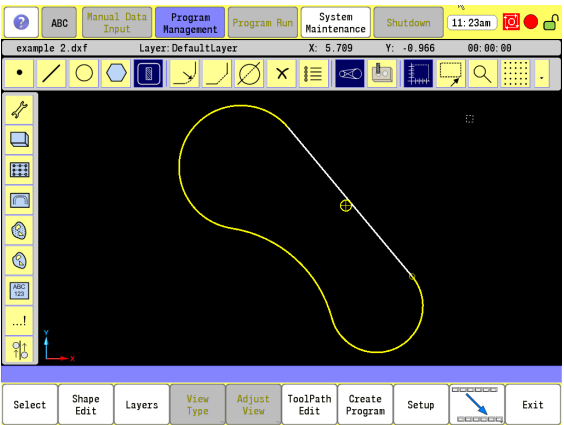 ?
ABC
Manual Data
Input
Program
Management
Program Run
System
Maintenance
Shutdown
11:23am
example 2.dxf
Layer:DefaultLayer
X: 5.709
Y: -0.966
00:00:00
ABC
123
...!
Y
X
Select
Shape
Edit
Layers
View
Type
Adjust
View
ToolPath
Edit
Create
Program
Setup
Exit